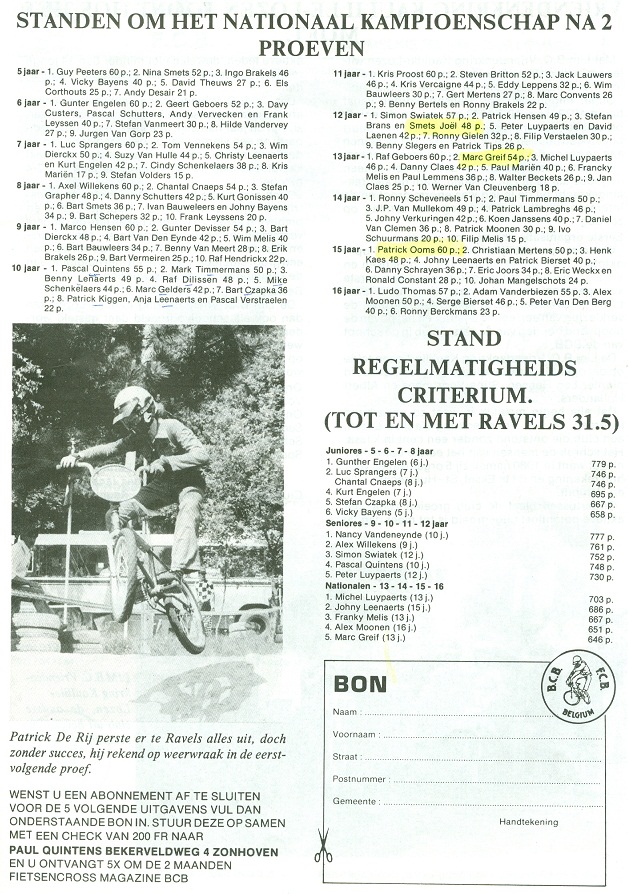 STANDEN OM HET NATIONAAL KAMPIOENSCHAP NA 2
PROEVEN
5 jaar - 1. Guy Peeters 60 p.; 2. Nina Smets 52 p.; 3. Ingo Brakels 46
p.; 4. Vicky Bayens 40 p.; 5. David Theuws 27 p.; 6. Els
Corthouts 25 p.; 7. Andy Desair 21 p.
6 jaar - 1. Gunter Engelen 60 p.; 2. Geert Geboers 52 p.; 3. Davy
Custers, Pascal Schutters, Andy Vervecken en Frank
Leyssen 40 p.; 7. Stefan Vanmeert 30 p.; 8. Hilde Vandervey
27 p.; 9. Jurgen Van Gorp 23 p.
7 jaar - 1. Luc Sprangers 60 p.; 2. Tom Vennekens 54 p.; 3. Wim
Dierckx 50 p.; 4. Suzy Van Hulle 44 p.; 5. Christy Leenaerts
en Kurt Engelen 42 p.; 7. Cindy Schenkelaers 38 p.; 8. Kris
Mariën 17 p.; 9. Stefan Volders 15 p.
8 jaar - 1. Axel Willekens 60 p.; 2. Chantal Cnaeps 54 p.; 3. Stefan
Grapher 48 p.; 4. Danny Schutters 42 p.; 5. Kurt Gonissen 40
p.; 6. Bart Smets 36 p.; 7. Ivan Bauweleers en Johny Bayens
34 p.; 9. Bart Schepers 32 p.; 10. Frank Leyssens 20 p.
9 jaar - 1. Marco Hensen 60 p.; 2. Gunter Devisser 54 p.; 3. Bart
Dierckx 48 p.; 4. Bart Van Den Eynde 42 p.; 5. Wim Melis 40
p.; 6. Bart Bauwleers 34 p.; 7. Benny Van Meert 28 p.; 8. Erik
Brakels 26 p.; 9. Bart Vermeiren 25 p.; 10. Raf Hendrickx 22 p.
10 jaar - 1. Pascal Quintens 55 p.; 2. Mark Timmermans 50 p.; 3.
Benny Lenaerts 49 p. 4. Raf Dilissen 48 p.; 5. Mike
Schenkelaers 44 p.; 6. Marc Gelders 42 p.; 7. Bart Czapka 36
p.; 8. Patrick Kiggen, Anja Leenaerts en Pascal Verstraelen
22 p.
11 jaar - 1. Kris Proost 60 p.; 2. Steven Britton 52 p.; 3. Jack Lauwers
46 p.; 4. Kris Vercaigne 44 p.; 5. Eddy Leppens 32 p.; 6. Wim
Bauwleers 30 p.; 7. Gert Mertens 27 p.; 8. Marc Convents 26
p.; 9. Benny Bertels en Ronny Brakels 22 p.
12 jaar - 1. Simon Swiatek 57 p.; 2. Patrick Hensen 49 p.; 3. Stefan
Brans en Smets Joël 48 p.; 5. Peter Luypaerts en David
Laenen 42 p.; 7. Ronny Gielen 32 p.; 8. Filip Verstaelen 30 p.;
9. Benny Slegers en Patrick Tips 26 p.
13 jaar - 1. Raf Geboers 60 p.; 2. Marc Greif 54 p.; 3. Michel Luypaerts
46 p.; 4. Danny Claes 42 p.; 5. Paul Mariën 40 p.; 6. Francky
Melis en Paul Lemmens 36 p.; 8. Walter Beckets 26 p.; 9. Jan
Claes 25 p.; 10. Werner Van Cleuvenberg 18 p.
14 jaar - 1. Ronny Scheveneels 51 p.; 2. Paul Timmermans 50 p.;
3. J.P. Van Mullekom 49 p.; 4. Patrick Lambreghs 46 p.;
5. Johny Verkuringen 42 p.; 6. Koen Janssens 40 p.; 7. Daniel
Van Clemen 36 p.; 8. Patrick Moonen 30 p.; 9. Ivo
Schuurmans 20 p.; 10. Filip Melis 15 p.
15 jaar - 1. Patrick Ooms 60 p.; 2. Christiaan Mertens 50 p.; 3. Henk
Kaes 48 p.; 4. Johny Leenaerts en Patrick Bierset 40 p.;
6. Danny Schrayen 36 p.; 7. Eric Joors 34 p.; 8. Eric Weckx en
Ronald Constant 28 p.; 10. Johan Mangelschots 24 p.
16 jaar - 1. Ludo Thomas 57 p.; 2. Adam Vanderbiezen 55 p. 3. Alex
Moonen 50 p.; 4. Serge Bierset 46 p.; 5. Peter Van Den Berg
40 p.; 6. Ronny Berckmans 23 p.
STAND
REGELMATIGHEIDS
CRITERIUM.
(TOT EN MET RAVELS 31.5)
Juniores - 5 - 6 - 7 - 8 jaar
1. Gunther Engelen (6 j.) 779 p.
2. Luc Sprangers (7 j.) 746 p.
Chantal Cnaeps (8 j.) 746 p.
4. Kurt Engelen (7 j.) 695 p.
5. Stefan Czapka (8 j.) 667 p.
6. Vicky Bayens (5 j.) 658 p.
Seniores - 9 - 10 - 11 - 12 jaar
1. Nancy Vandeneynde (10 j.) 777 p.
2. Alex Willekens (9 j.) 761 p.
3. Simon Swiatek (12 j.) 752 p.
4. Pascal Quintens (10 j.) 748 p.
5. Peter Luypaerts (12 j.) 730 p.
Nationalen - 13 - 14 - 15 - 16
1. Michel Luypaerts (13 j.) 703 p.
2. Johny Leenaerts (15 j.) 686 p.
3. Franky Melis (13 j.) 667 p.
4. Alex Moonen (16 j.) 651 p.
5. Marc Greif (13 j.) 646 p.
Patrick De Rij perste er te Ravels alles uit, doch
zonder succes, hij rekend op weerwraak in de eerst-
volgende proef.
WENST U EEN ABONNEMENT AF TE SLUITEN
VOOR DE 5 VOLGENDE UITGAVENS VUL DAN
ONDERSTAANDE BON IN. STUUR DEZE OP SAMEN
MET EEN CHECK VAN 200 FR NAAR
PAUL QUINTENS BEKERVELDWEG 4 ZONHOVEN
EN U ONTVANGT 5X OM DE 2 MAANDEN
FIETSENCROSS MAGAZINE BCB
BON
B.C.B. F.C.B.
BELGIUM
Naam :
Voornaam :
Straat :
Postnummer :
Gemeente :
Handtekening